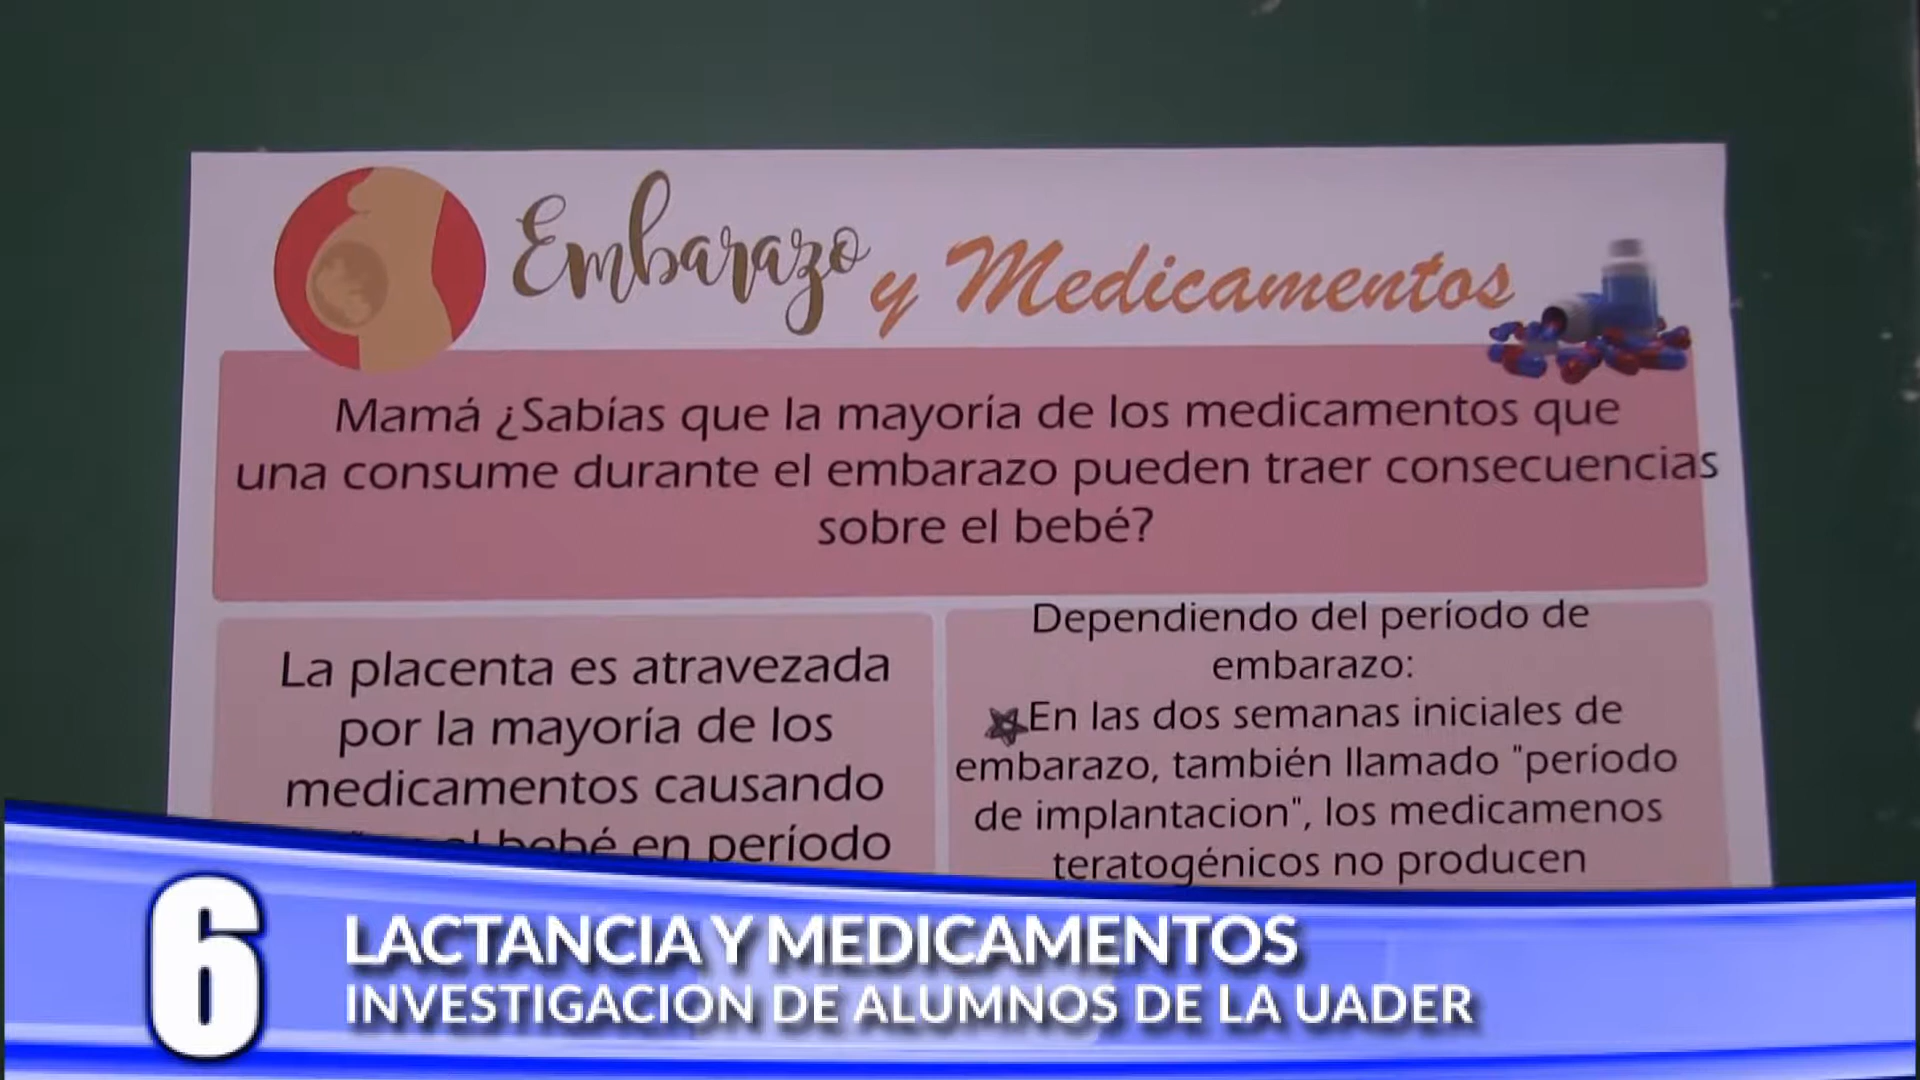 Embarazo y Medicamentos
Mamá ¿Sabías que la mayoría de los medicamentos que
una consume durante el embarazo pueden traer consecuencias
sobre el bebé?
La placenta es atravezada
por la mayoría de los
medicamentos causando
bebé en período
Dependiendo del período de
embarazo:
En las dos semanas iniciales de
embarazo, también llamado "período
de implantacion", los medicamenos
teratogénicos no producen
6
LACTANCIA Y MEDICAMENTOS
INVESTIGACIÓN DE ALUMNOS DE LA UADER